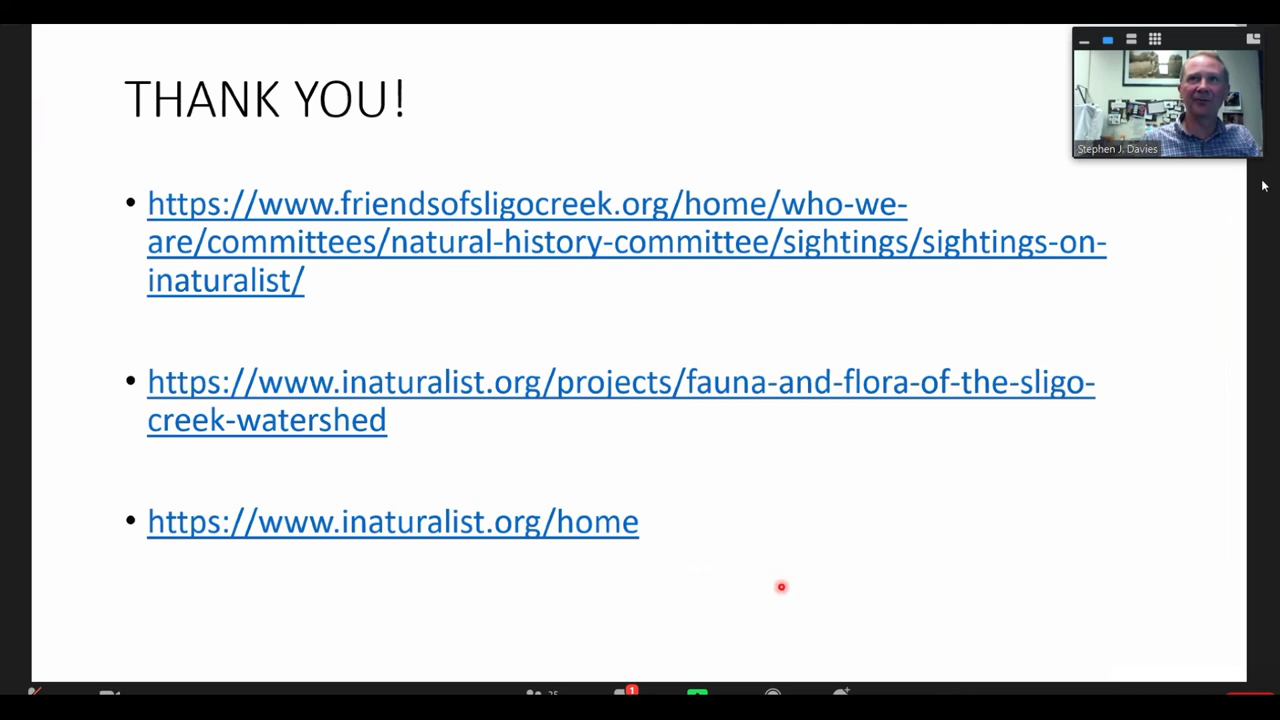 THANK YOU!
Stephen J. Davies
• https://www.friendsofsligocreek.org/home/who-we-
are/committees/natural-history-committee/sightings/sightings-on-
inaturalist/
• https://www.inaturalist.org/projects/fauna-and-flora-of-the-sligo-
creek-watershed
• https://www.inaturalist.org/home
1